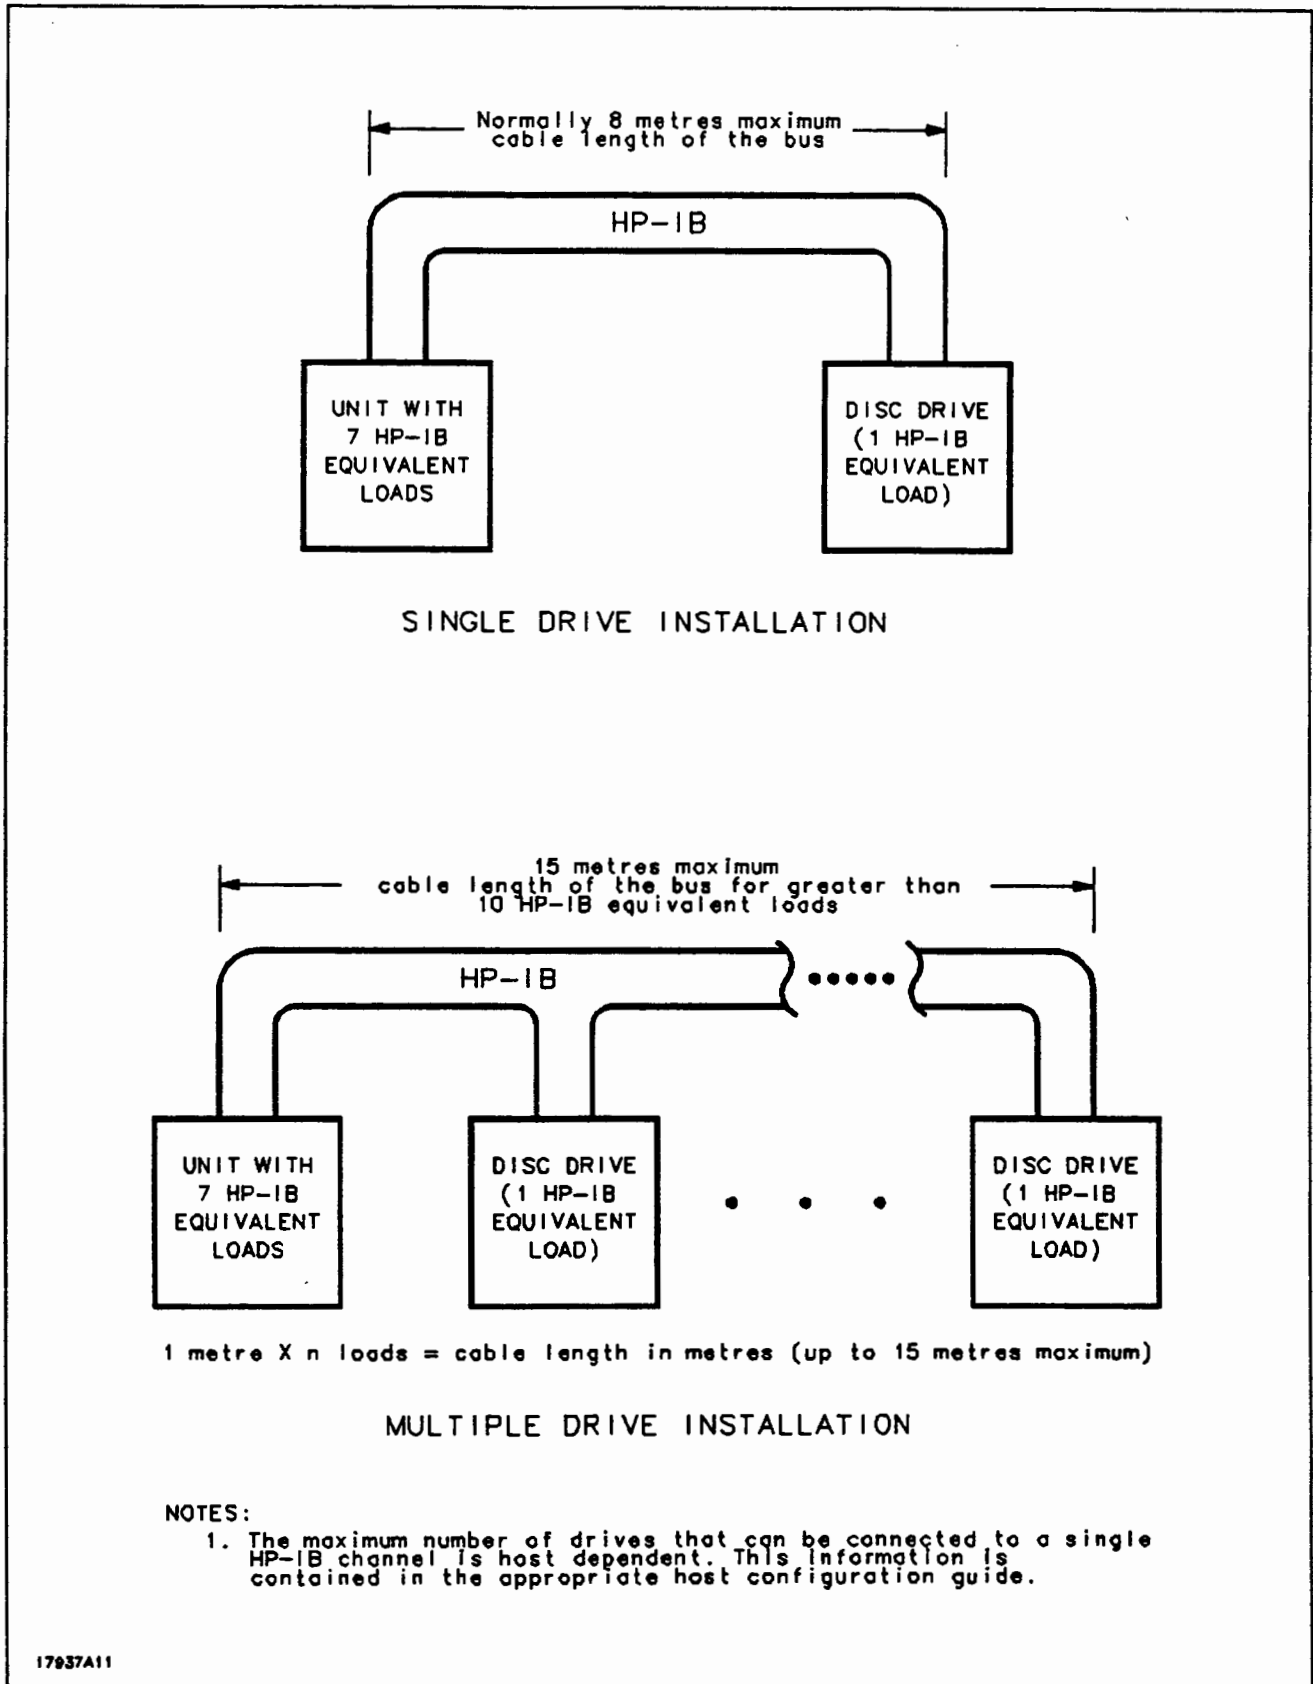 Normally 8 metres maximum
cable length of the bus
HP-IB
UNIT WITH
7 HP-IB
EQUIVALENT
LOADS
DISC DRIVE
(1 HP-IB
EQUIVALENT
LOAD)
SINGLE DRIVE INSTALLATION
15 metres maximum
cable length of the bus for greater than
10 HP-IB equivalent loads
HP-IB
UNIT WITH
7 HP-IB
EQUIVALENT
LOADS
DISC DRIVE
(1 HP-IB
EQUIVALENT
LOAD)
DISC DRIVE
(1 HP-IB
EQUIVALENT
LOAD)
1 metre X n loads = cable length in metres (up to 15 metres maximum)
MULTIPLE DRIVE INSTALLATION
NOTES:
1. The maximum number of drives that can be connected to a single
HP-IB channel is host dependent. This information is
contained in the appropriate host configuration guide.
17937A11